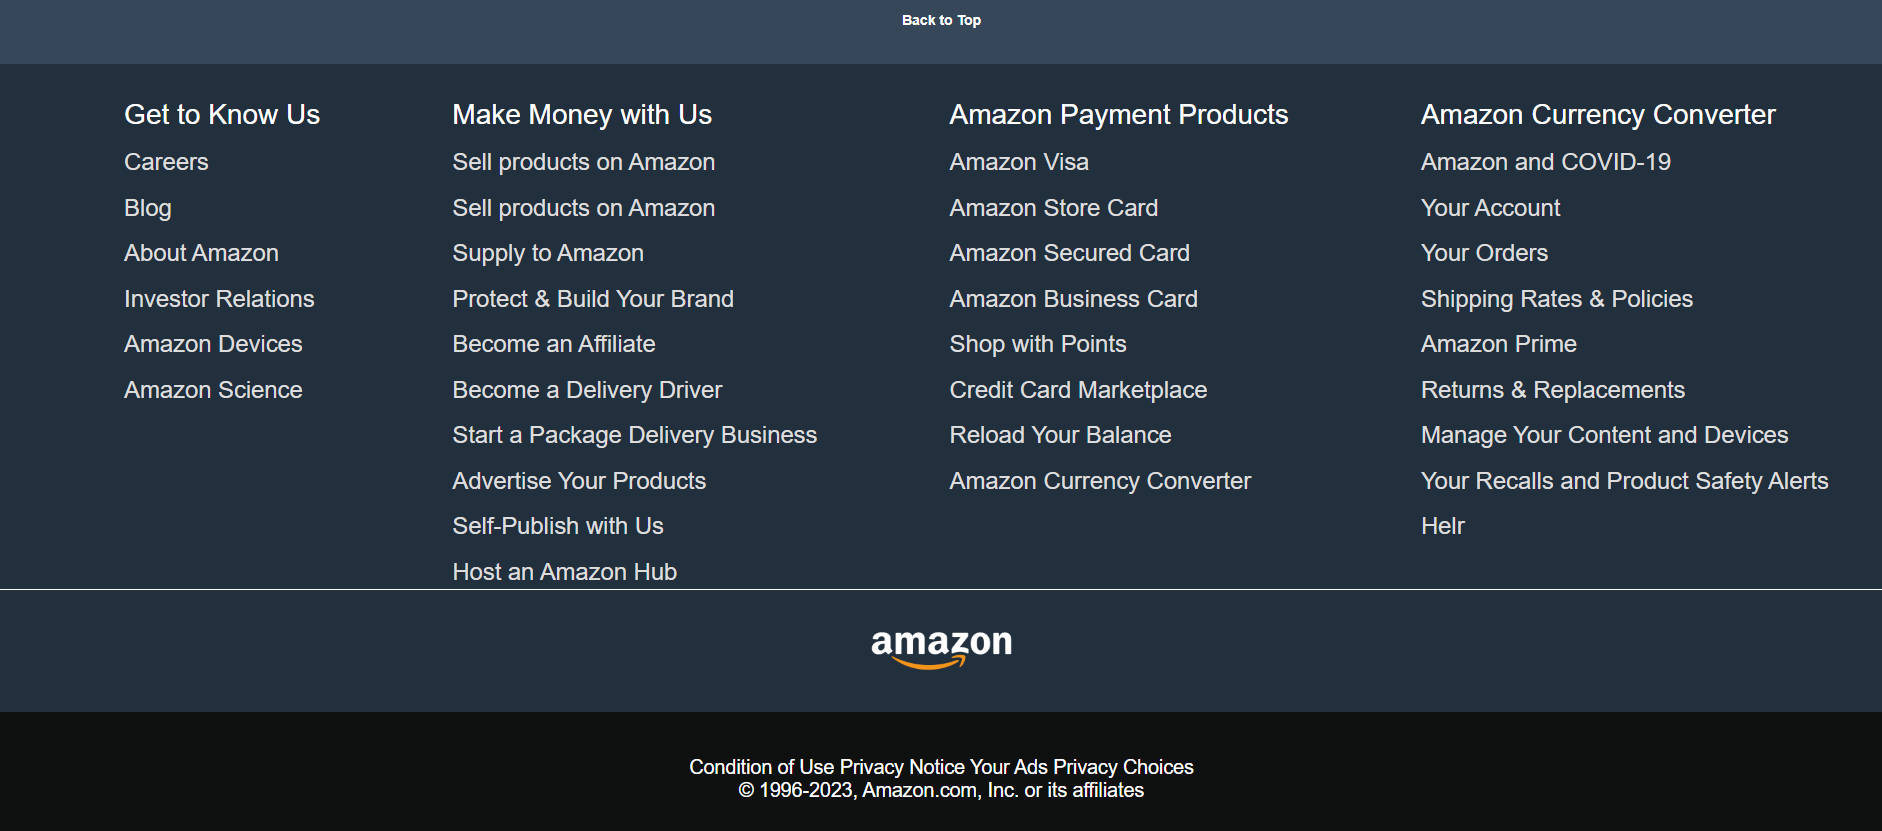 Back to Top
Get to Know Us
Careers
Blog
About Amazon
Investor Relations
Amazon Devices
Amazon Science
Make Money with Us
Sell products on Amazon
Sell products on Amazon
Supply to Amazon
Protect & Build Your Brand
Become an Affiliate
Become a Delivery Driver
Start a Package Delivery Business
Advertise Your Products
Self-Publish with Us
Host an Amazon Hub
Amazon Payment Products
Amazon Visa
Amazon Store Card
Amazon Secured Card
Amazon Business Card
Shop with Points
Credit Card Marketplace
Reload Your Balance
Amazon Currency Converter
Amazon Currency Converter
Amazon and COVID-19
Your Account
Your Orders
Shipping Rates & Policies
Amazon Prime
Returns & Replacements
Manage Your Content and Devices
Your Recalls and Product Safety Alerts
Helr
amazon
Condition of Use Privacy Notice Your Ads Privacy Choices
© 1996-2023, Amazon.com, Inc. or its affiliates